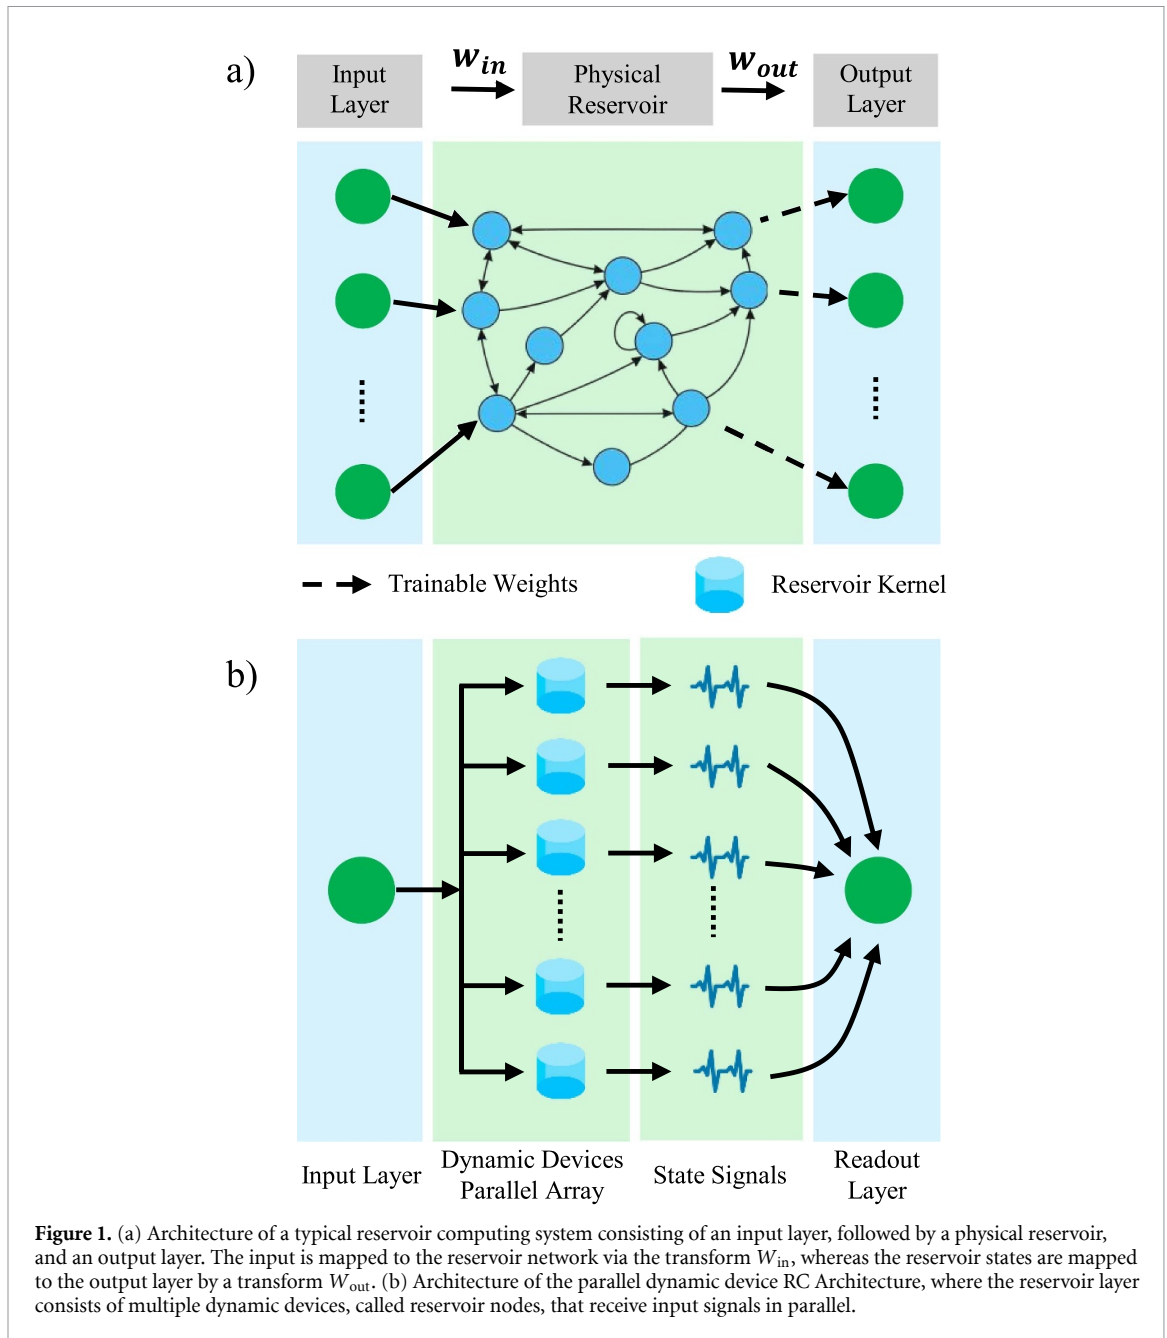 a)
Input
Layer
w_in
Physical
Reservoir
w_out
Output
Layer
Trainable Weights
Reservoir Kernel
b)
Input Layer
Dynamic Devices
Parallel Array
State Signals
Readout
Layer
Figure 1. (a) Architecture of a typical reservoir computing system consisting of an input layer, followed by a physical reservoir,
and an output layer. The input is mapped to the reservoir network via the transform W_in, whereas the reservoir states are mapped
to the output layer by a transform W_out. (b) Architecture of the parallel dynamic device RC Architecture, where the reservoir layer
consists of multiple dynamic devices, called reservoir nodes, that receive input signals in parallel.